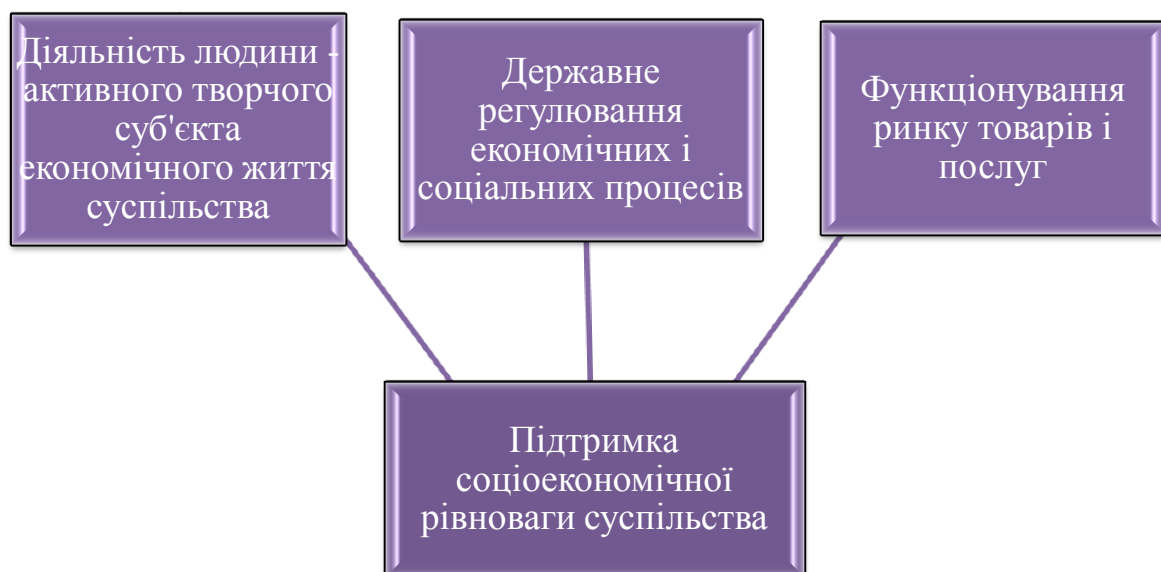 Діяльність людини -
активного творчого
суб'єкта
економічного життя
суспільства
Державне
регулювання
економічних і
соціальних процесів
Функціонування
ринку товарів і
послуг
Підтримка
соціоекономічної
рівноваги суспільства